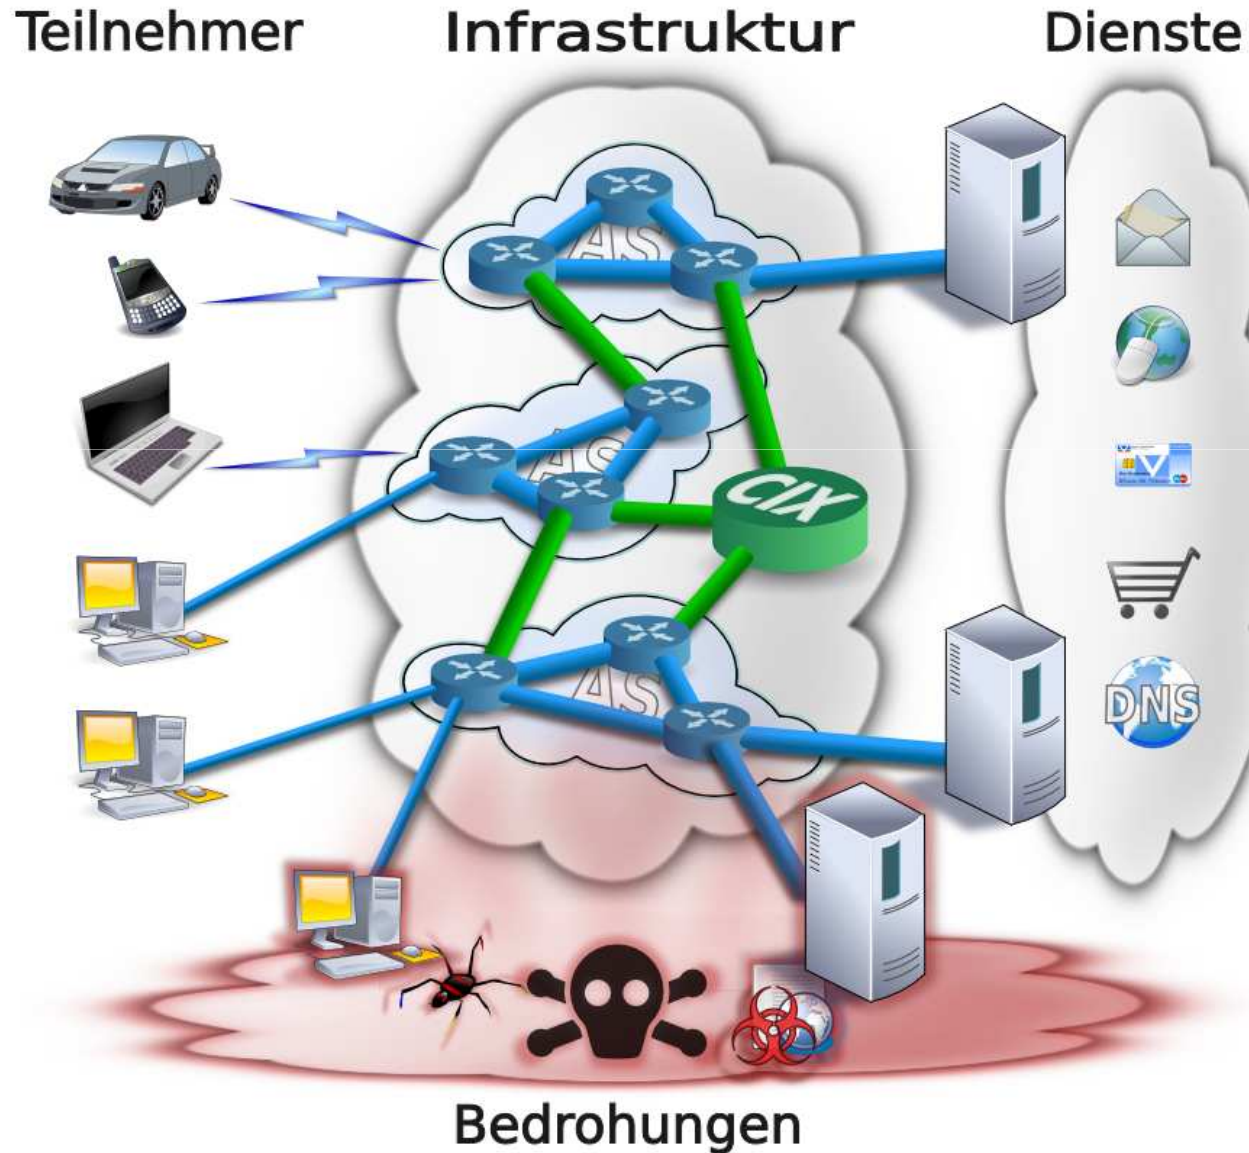 Teilnehmer
Infrastruktur
Dienste
AS
AS
CIX
AS
DNS
Bedrohungen